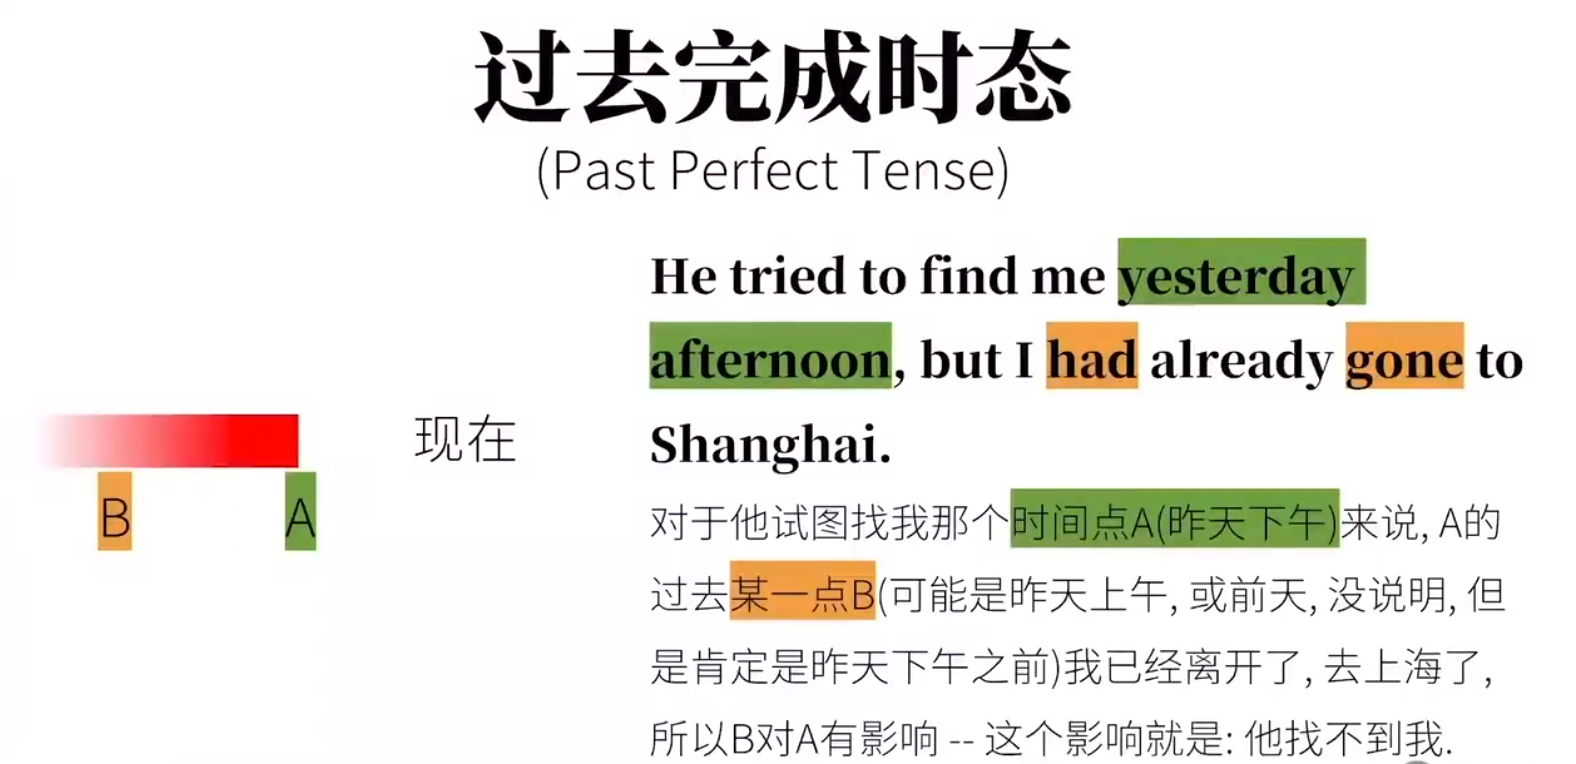 过去完成时态
(Past Perfect Tense)
He tried to find me yesterday
afternoon, but I had already gone to
Shanghai.
现在
B
A
对于他试图找我那个时间点A(昨天下午)来说, A的
过去某一点B(可能是昨天上午, 或前天, 没说明, 但
是肯定是昨天下午之前)我已经离开了, 去上海了,
所以B对A有影响 -- 这个影响就是: 他找不到我.